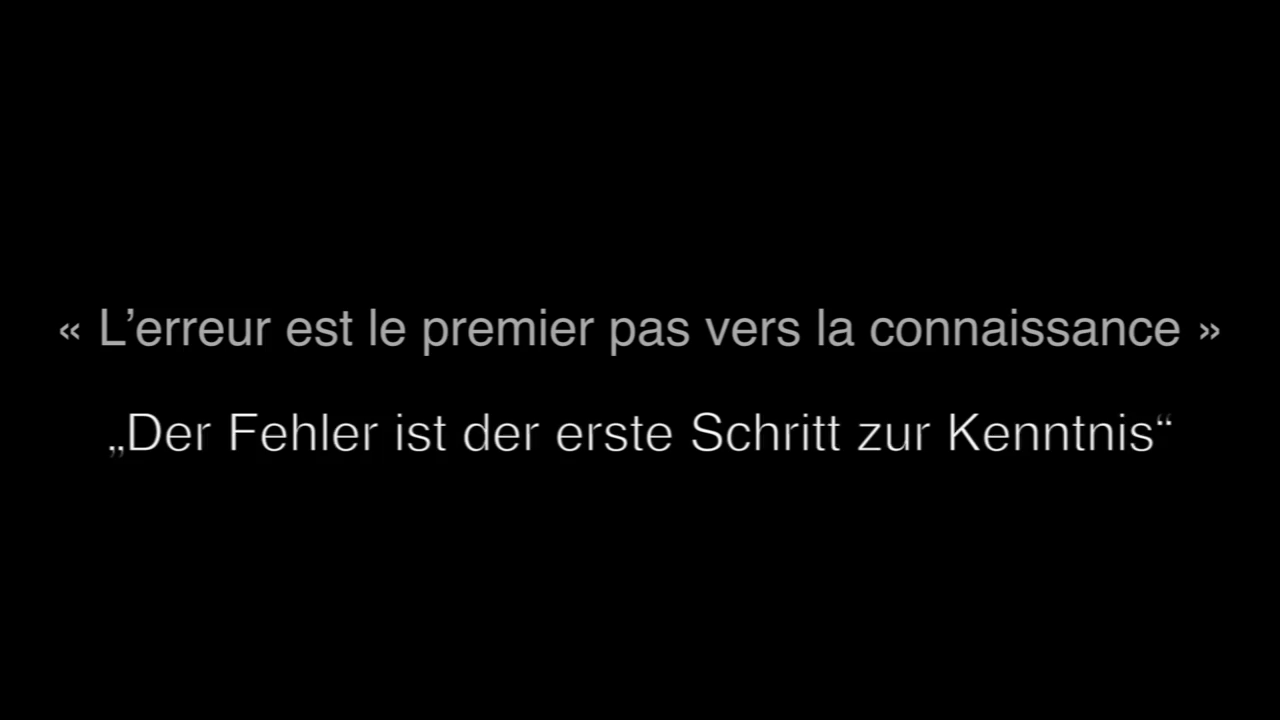 « L’erreur est le premier pas vers la connaissance »
„Der Fehler ist der erste Schritt zur Kenntnis“